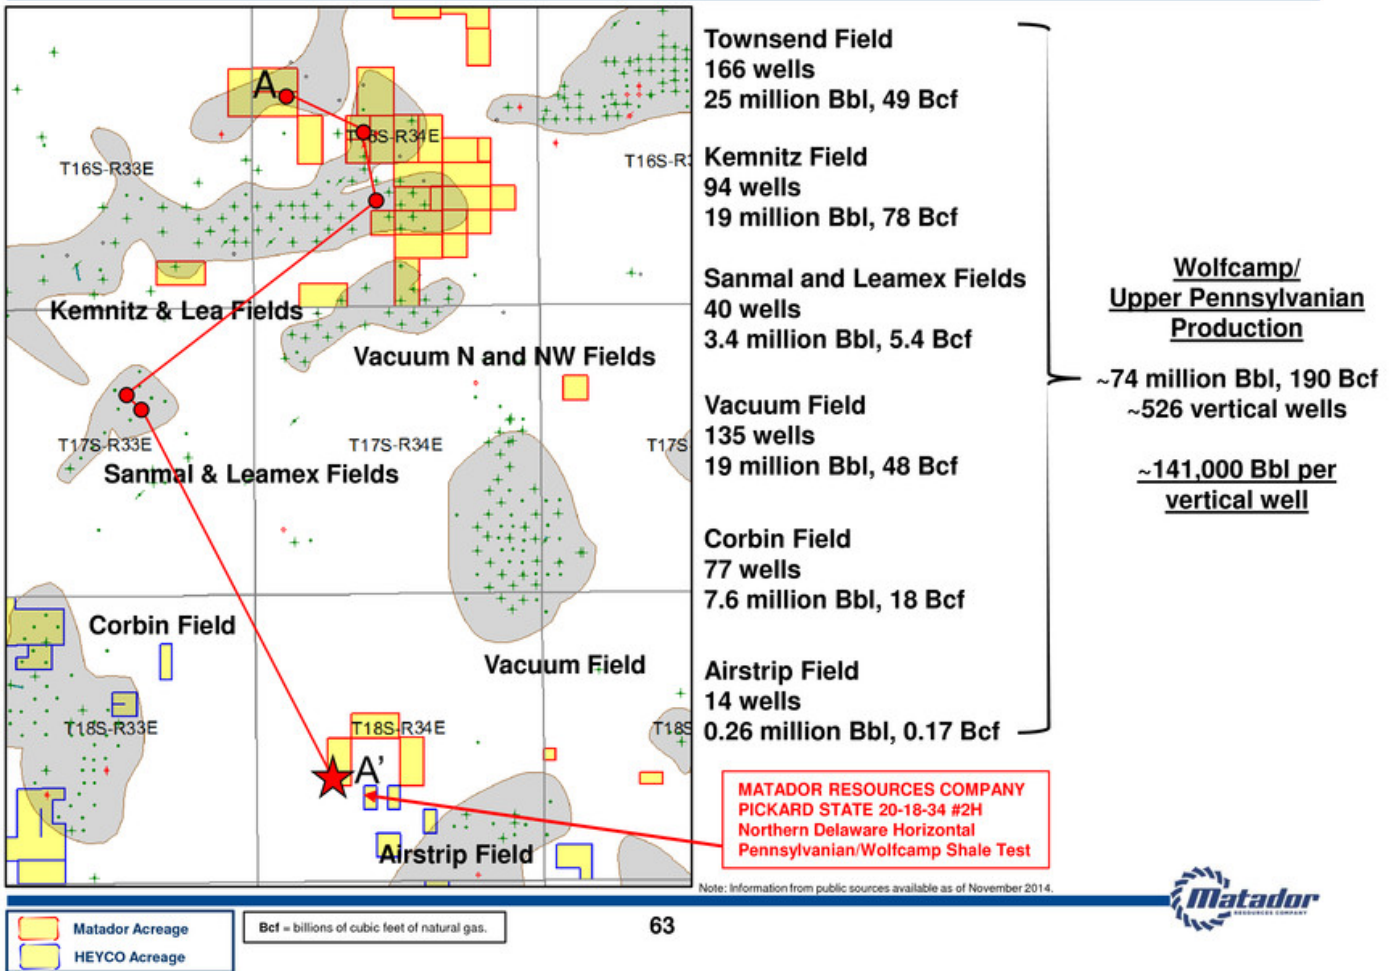 A
T16S-R33E
T16S-R34E
T16S-R3
Kemnitz & Lea Fields
Vacuum N and NW Fields
T17S-R33E
T17S-R34E
T17S
Sanmal & Leamex Fields
Corbin Field
Vacuum Field
T18S-R33E
T18S-R34E
T18S
A'
Airstrip Field
Townsend Field
166 wells
25 million Bbl, 49 Bcf
Kemnitz Field
94 wells
19 million Bbl, 78 Bcf
Sanmal and Leamex Fields
40 wells
3.4 million Bbl, 5.4 Bcf
Vacuum Field
135 wells
19 million Bbl, 48 Bcf
Corbin Field
77 wells
7.6 million Bbl, 18 Bcf
Airstrip Field
14 wells
0.26 million Bbl, 0.17 Bcf
Wolfcamp/
Upper Pennsylvanian
Production
~74 million Bbl, 190 Bcf
~526 vertical wells
~141,000 Bbl per
vertical well
MATADOR RESOURCES COMPANY
PICKARD STATE 20-18-34 #2H
Northern Delaware Horizontal
Pennsylvanian/Wolfcamp Shale Test
Note: Information from public sources available as of November 2014.
Matador Acreage
HEYCO Acreage
Bcf = billions of cubic feet of natural gas.
63
Matador
RESOURCES COMPANY